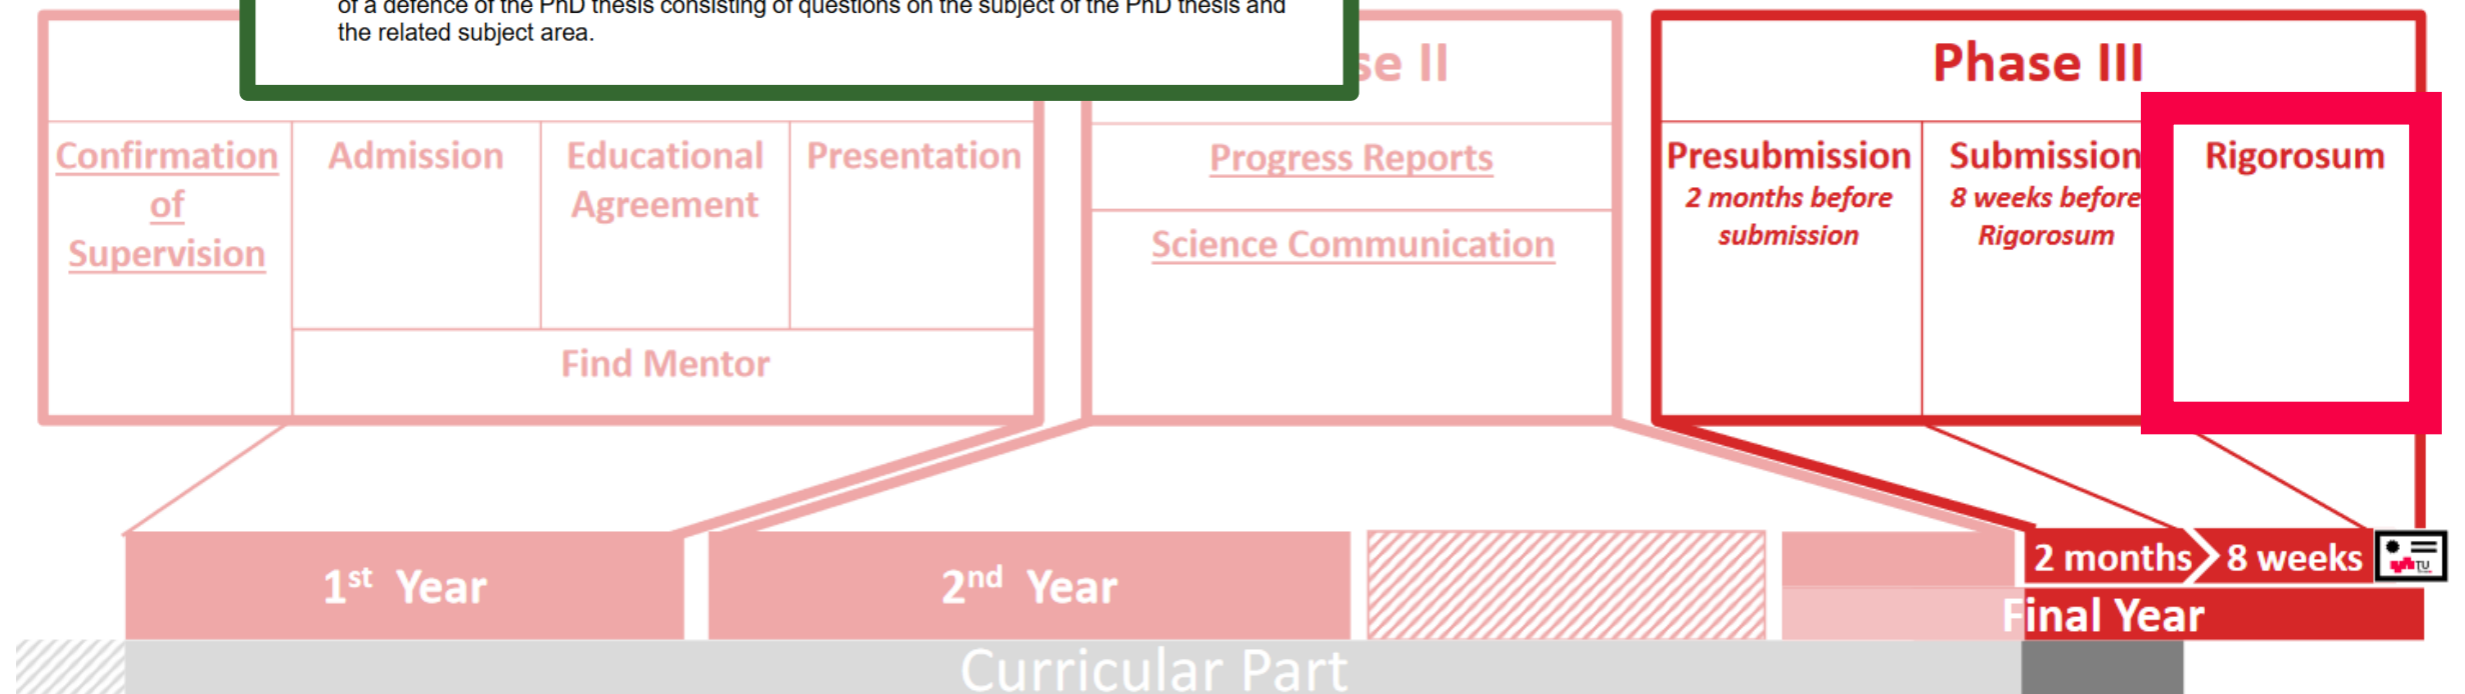 of a defence of the PhD thesis consisting of questions on the subject of the PhD thesis and
the related subject area.
se II
Phase III
Confirmation
of
Supervision
Admission
Educational
Agreement
Presentation
Find Mentor
Progress Reports
Science Communication
Presubmission
2 months before
submission
Submission
8 weeks before
Rigorosum
Rigorosum
1st Year
2nd Year
2 months
8 weeks
TU
Final Year
Curricular Part